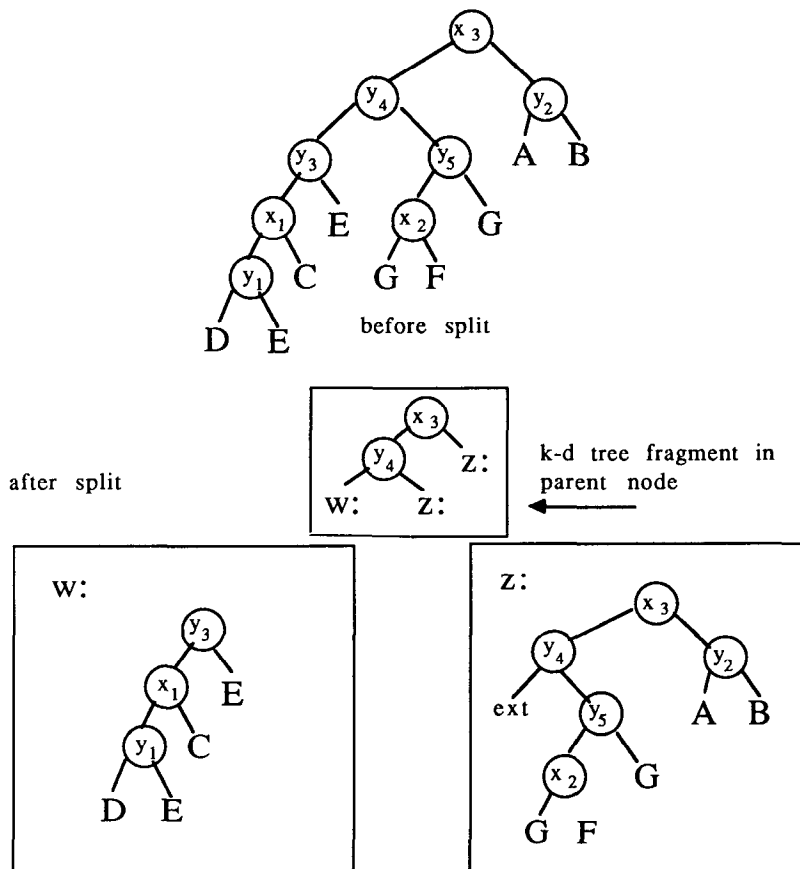 x3
y4 y2
y3 y5 A B
x1 E x2 G
y1 C G F
D E
before split
x3
y4 z:
w: z:
k-d tree fragment in
parent node
after split
w:
y3
x1 E
y1 C
D E
z:
x3
y4 y2
ext y5 A B
x2 G
G F